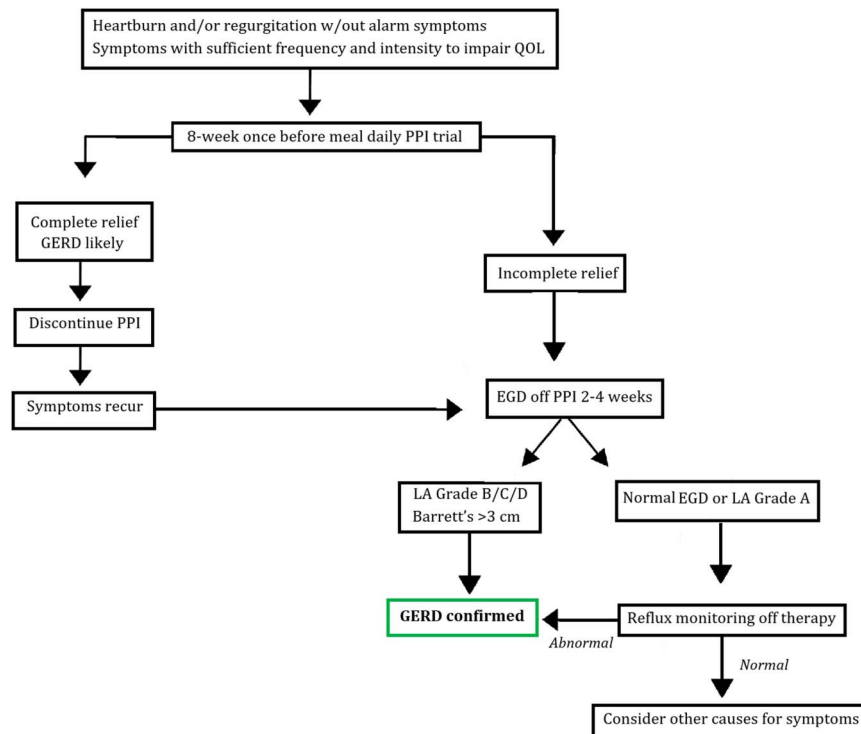 Heartburn and/or regurgitation w/out alarm symptoms
Symptoms with sufficient frequency and intensity to impair QOL
8-week once before meal daily PPI trial
Complete relief
GERD likely
Incomplete relief
Discontinue PPI
Symptoms recur
EGD off PPI 2-4 weeks
LA Grade B/C/D
Barrett's >3 cm
Normal EGD or LA Grade A
GERD confirmed
Abnormal
Reflux monitoring off therapy
Normal
Consider other causes for symptoms